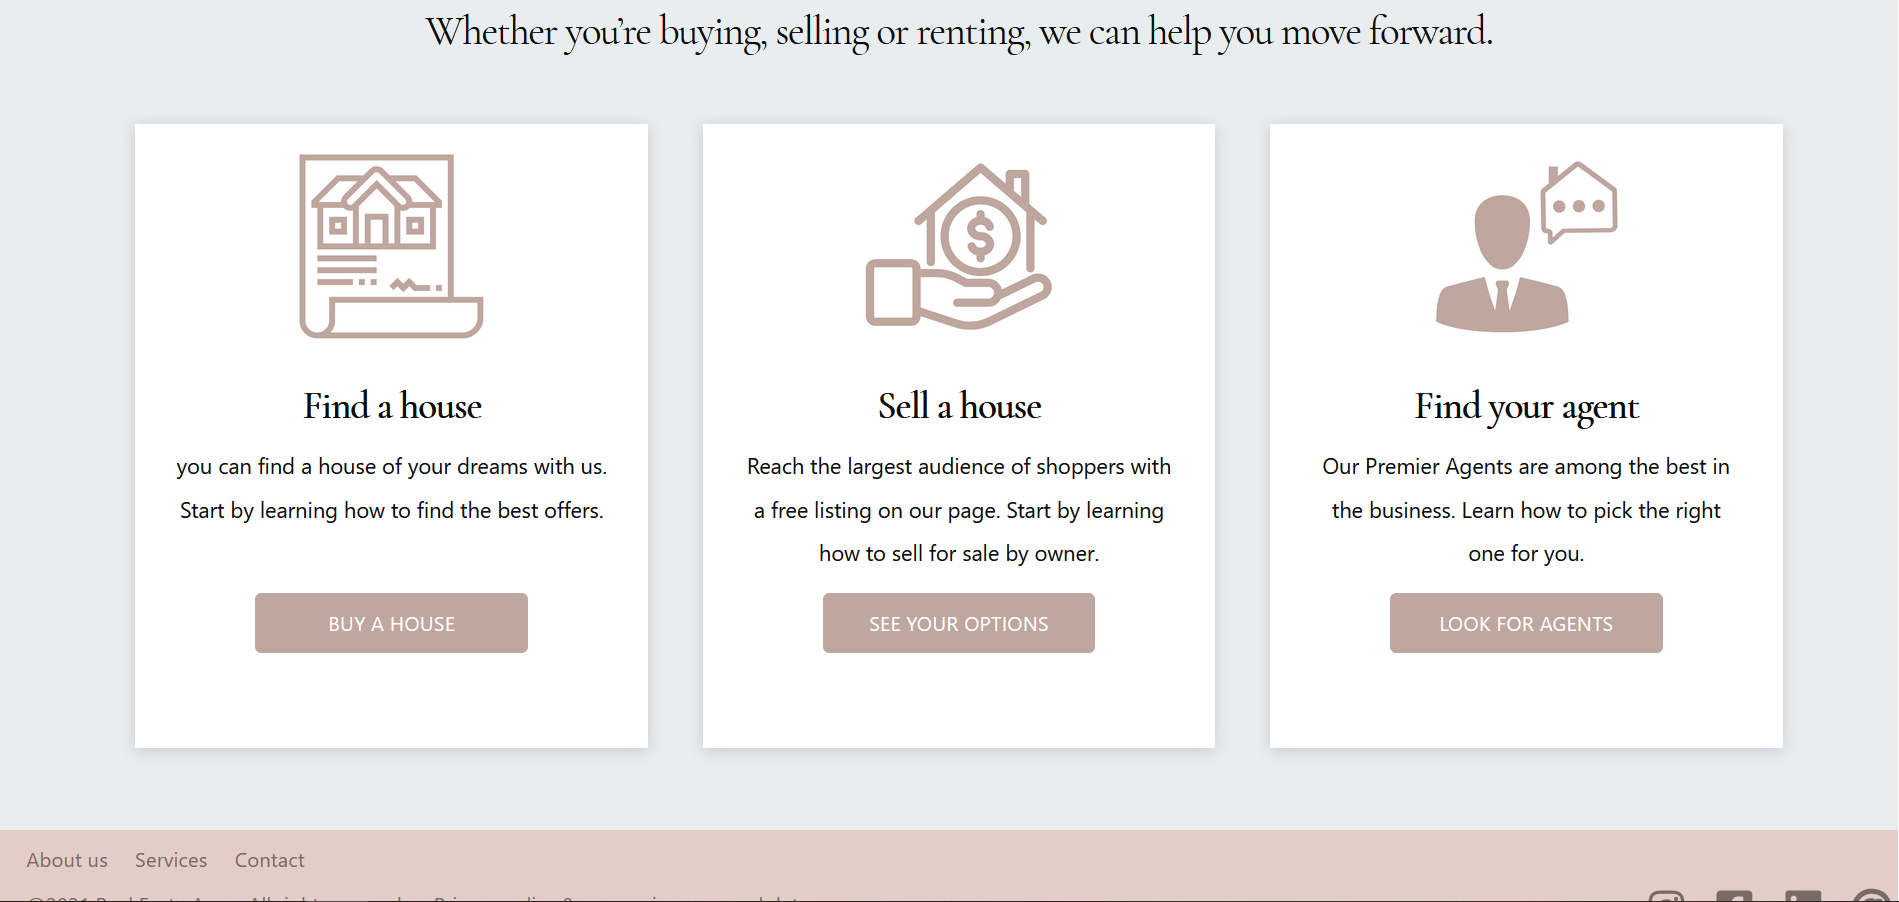 Whether you're buying, selling or renting, we can help you move forward.
Find a house
you can find a house of your dreams with us.
Start by learning how to find the best offers.
BUY A HOUSE
Sell a house
Reach the largest audience of shoppers with
a free listing on our page. Start by learning
how to sell for sale by owner.
SEE YOUR OPTIONS
Find your agent
Our Premier Agents are among the best in
the business. Learn how to pick the right
one for you.
LOOK FOR AGENTS
About us Services Contact